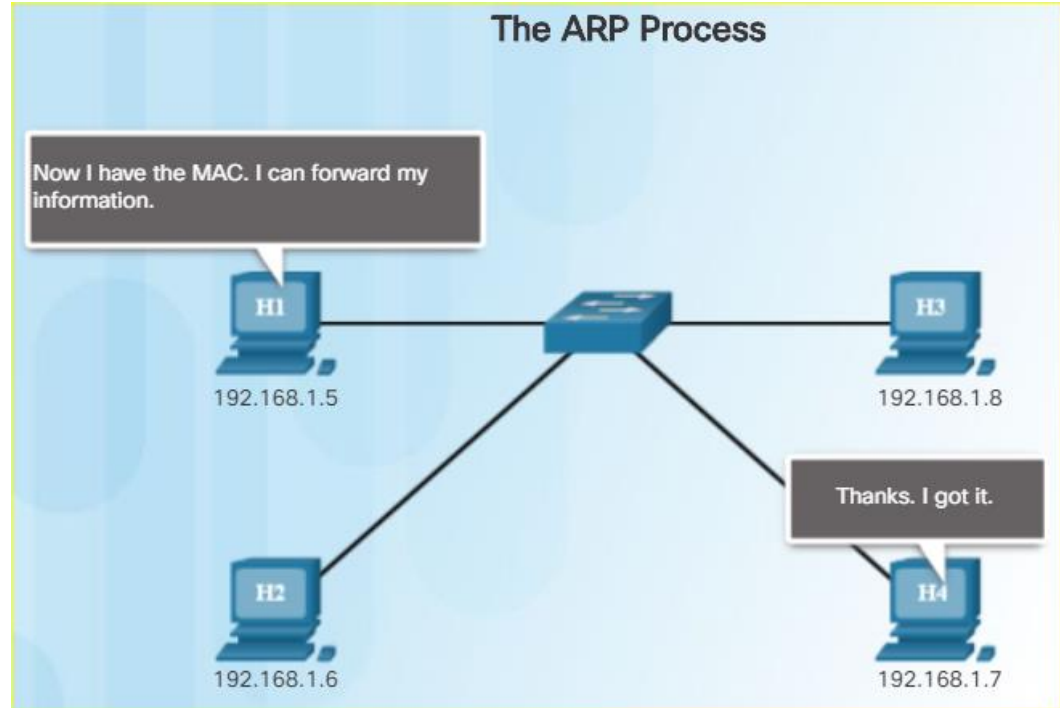 The ARP Process
Now I have the MAC. I can forward my
information.
H1
192.168.1.5
H3
192.168.1.8
Thanks. I got it.
H2
192.168.1.6
H4
192.168.1.7